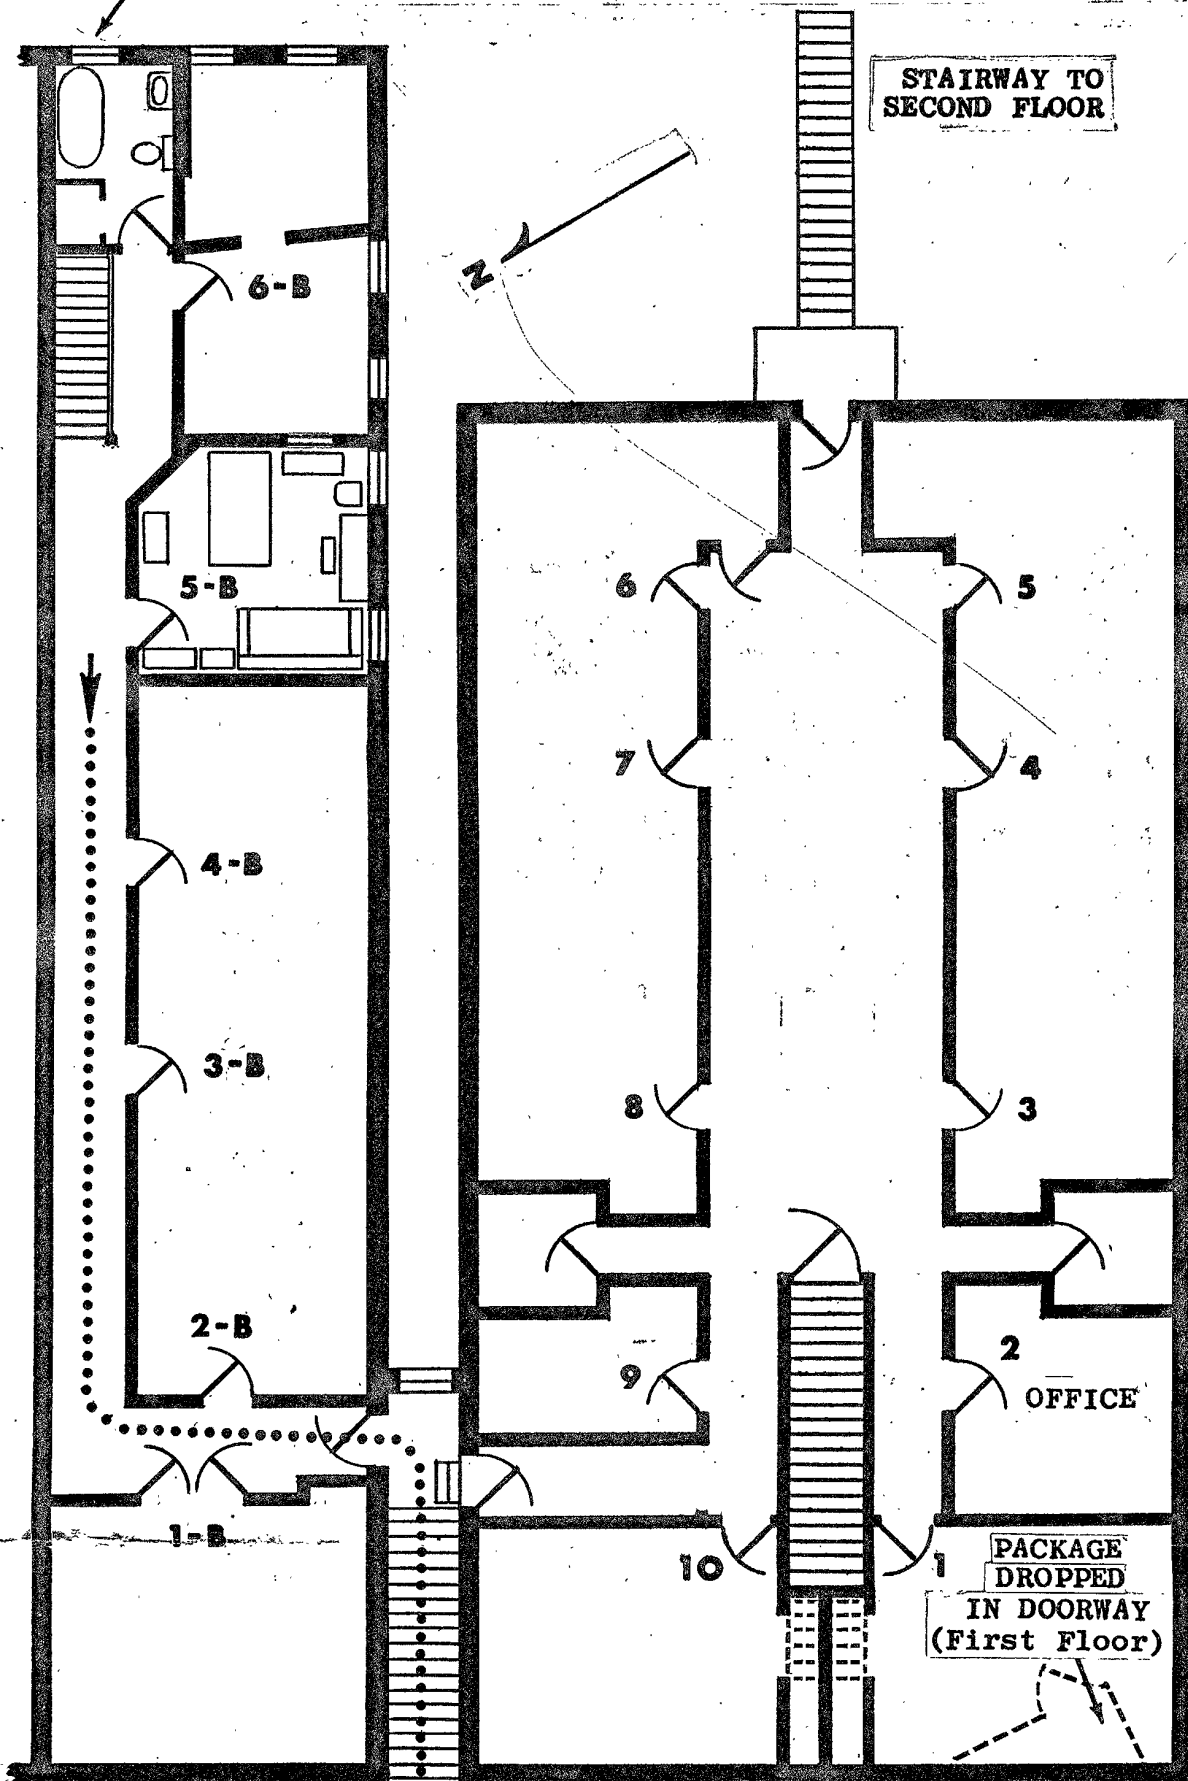 STAIRWAY TO
SECOND FLOOR
N
6-B
5-B
6
5
7
4
4-B
3-B
8
3
2-B
2
9
OFFICE
1-B
10
1
PACKAGE
DROPPED
IN DOORWAY
(First Floor)